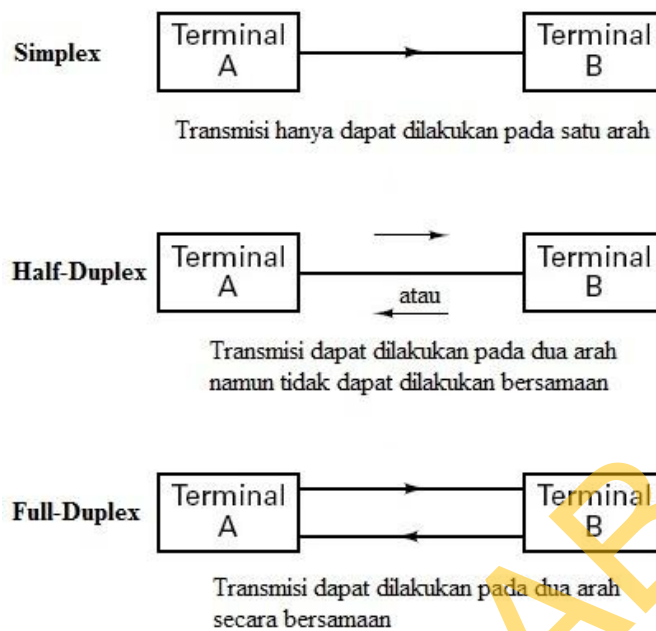 Simplex
Terminal
A
Terminal
B
Transmisi hanya dapat dilakukan pada satu arah
Half-Duplex
Terminal
A
atau
Terminal
B
Transmisi dapat dilakukan pada dua arah
namun tidak dapat dilakukan bersamaan
Full-Duplex
Terminal
A
Terminal
B
Transmisi dapat dilakukan pada dua arah
secara bersamaan
AB